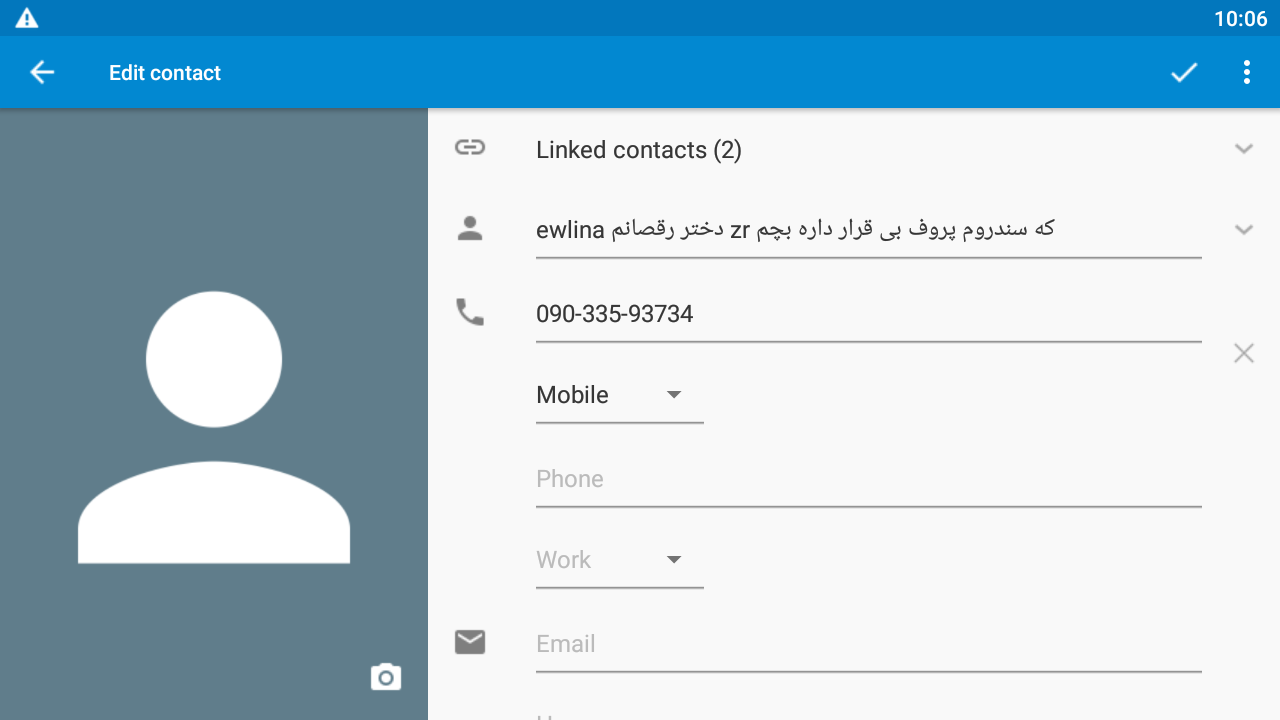 10:06
Edit contact
Linked contacts (2)
ewlina دختر رقصانم zr که سندروم پروف بی قرار داره بچم
090-335-93734
Mobile
Phone
Work
Email